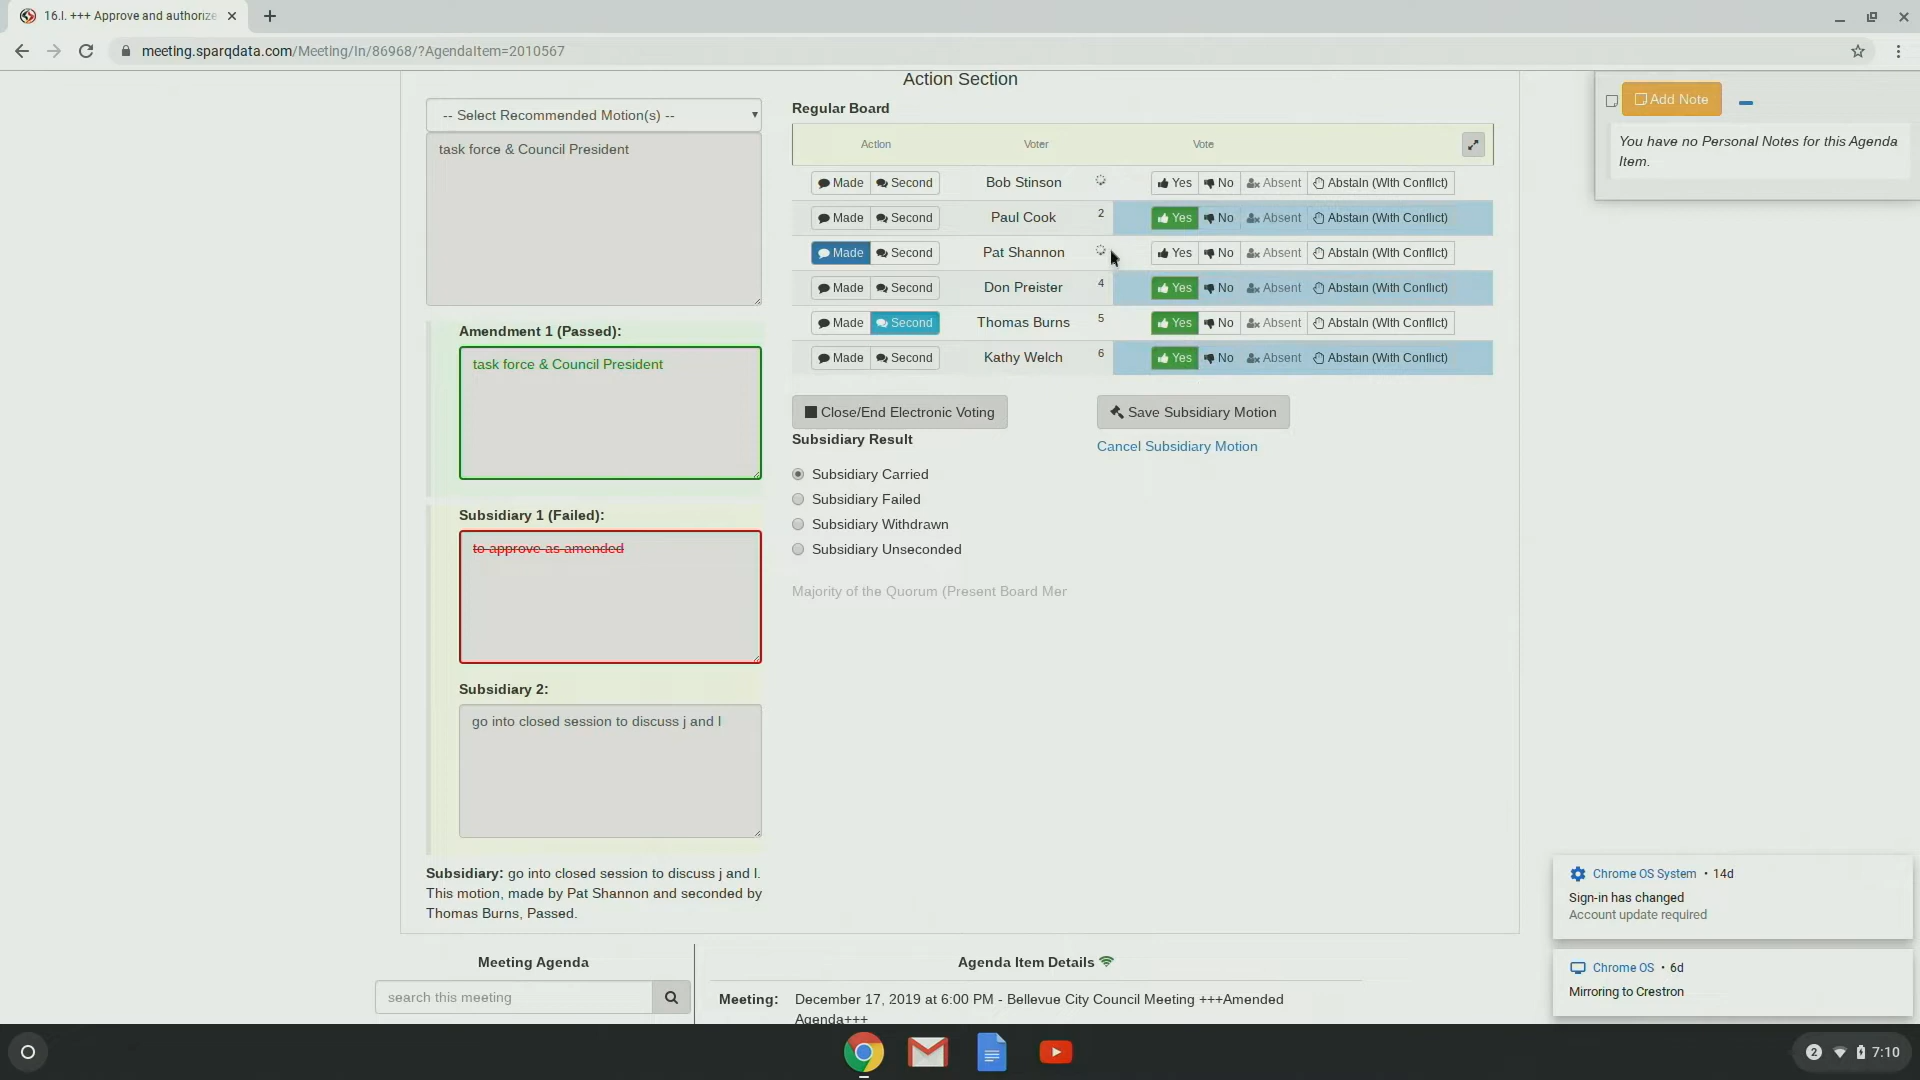 16.I. +++ Approve and authorize
meeting.sparqdata.com/Meeting/In/86968/?AgendaItem=2010567
Action Section
-- Select Recommended Motion(s) --
task force & Council President
Amendment 1 (Passed):
task force & Council President
Subsidiary 1 (Failed):
to approve as amended
Subsidiary 2:
go into closed session to discuss j and l
Subsidiary: go into closed session to discuss j and l.
This motion, made by Pat Shannon and seconded by
Thomas Burns, Passed.
Regular Board
Action Voter Vote
Made Second Bob Stinson Yes No Absent Abstain (With Conflict)
Made Second Paul Cook 2 Yes No Absent Abstain (With Conflict)
Made Second Pat Shannon Yes No Absent Abstain (With Conflict)
Made Second Don Preister 4 Yes No Absent Abstain (With Conflict)
Made Second Thomas Burns 5 Yes No Absent Abstain (With Conflict)
Made Second Kathy Welch 6 Yes No Absent Abstain (With Conflict)
Close/End Electronic Voting Save Subsidiary Motion
Subsidiary Result Cancel Subsidiary Motion
Subsidiary Carried
Subsidiary Failed
Subsidiary Withdrawn
Subsidiary Unseconded
Majority of the Quorum (Present Board Mer
Add Note
You have no Personal Notes for this Agenda
Item.
Chrome OS System • 14d
Sign-in has changed
Account update required
Chrome OS • 6d
Mirroring to Crestron
Meeting Agenda
search this meeting
Agenda Item Details
Meeting: December 17, 2019 at 6:00 PM - Bellevue City Council Meeting +++Amended
Agenda+++
2 7:10